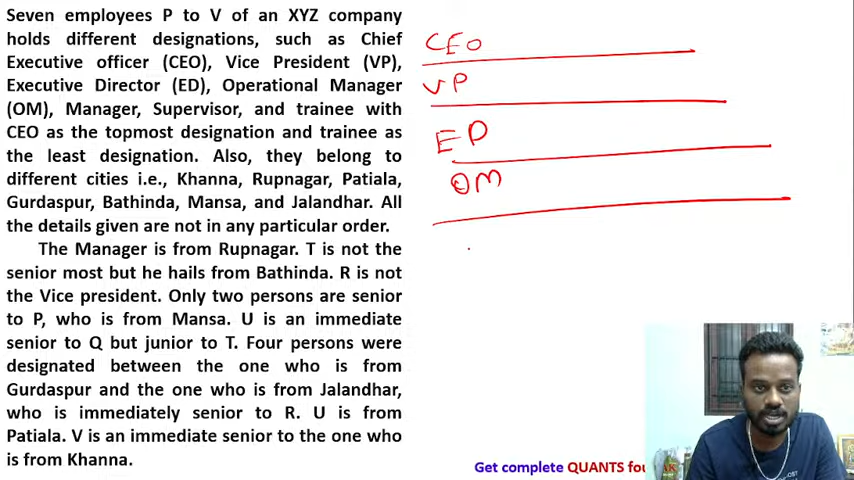 Seven employees P to V of an XYZ company
holds different designations, such as Chief
Executive officer (CEO), Vice President (VP),
Executive Director (ED), Operational Manager
(OM), Manager, Supervisor, and trainee with
CEO as the topmost designation and trainee as
the least designation. Also, they belong to
different cities i.e., Khanna, Rupnagar, Patiala,
Gurdaspur, Bathinda, Mansa, and Jalandhar. All
the details given are not in any particular order.
The Manager is from Rupnagar. T is not the
senior most but he hails from Bathinda. R is not
the Vice president. Only two persons are senior
to P, who is from Mansa. U is an immediate
senior to Q but junior to T. Four persons were
designated between the one who is from
Gurdaspur and the one who is from Jalandhar,
who is immediately senior to R. U is from
Patiala. V is an immediate senior to the one who
is from Khanna.
CEO
VP
ED
OM
Get complete QUANTS